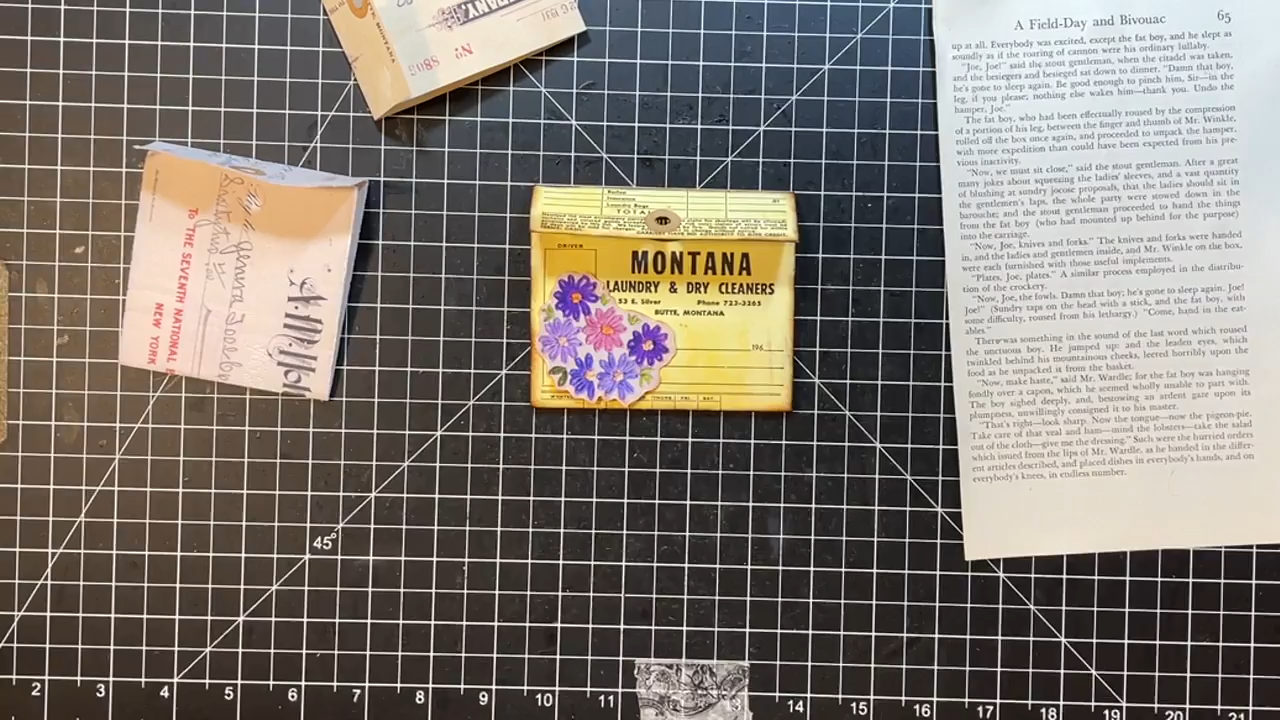 MONTANA
№ 8805
A Field-Day and Bivouac 65
up at all. Everybody was excited, except the fat boy, and he slept as
soundly as if the roaring of cannon were his ordinary lullaby.
"Joe, Joe!" said the stout gentleman, when the citadel was taken,
and the besiegers and besieged sat down to dinner. "Damn that boy,
he's gone to sleep again. Be good enough to pinch him, Sir—in the
leg, if you please; nothing else wakes him—thank you. Undo the
hamper, Joe."
The fat boy, who had been effectually roused by the compression
of a portion of his leg, between the finger and thumb of Mr. Winkle,
rolled off the box once again, and proceeded to unpack the hamper,
with more expedition than could have been expected from his pre-
vious inactivity.
"Now, we must sit close," said the stout gentleman. After a great
many jokes about squeezing the ladies' sleeves, and a vast quantity
of blushing at sundry jocose proposals, that the ladies should sit in
the gentlemen's laps, the whole party were stowed down in the
barouche; and the stout gentleman proceeded to hand the things
from the fat boy (who had mounted up behind for the purpose)
into the carriage.
"Now, Joe, knives and forks." The knives and forks were handed
in, and the ladies and gentlemen inside, and Mr. Winkle on the box,
were each furnished with those useful implements.
"Plates, Joe, plates." A similar process employed in the distribu-
tion of the crockery.
"Now, Joe, the fowls. Damn that boy; he's gone to sleep again. Joe!
Joe!" (Sundry taps on the head with a stick, and the fat boy, with
some difficulty, roused from his lethargy.) "Come, hand in the eat-
ables."
There was something in the sound of the last word which roused
the unctuous boy. He jumped up: and the leaden eyes, which
twinkled behind his mountainous cheeks, leered horribly upon the
food as he unpacked it from the basket.
"Now, make haste," said Mr. Wardle; for the fat boy was hanging
fondly over a capon, which he seemed wholly unable to part with.
The boy sighed deeply, and, bestowing an ardent gaze upon its
plumpness, unwillingly consigned it to his master.
"That's right—look sharp. Now the tongue—now the pigeon-pie.
Take care of that veal and ham—mind the lobsters—take the salad
out of the cloth—give me the dressing." Such were the hurried orders
which issued from the lips of Mr. Wardle, as he handed in the differ-
ent articles described, and placed dishes in everybody's hands, and on
everybody's knees, in endless number.
TO THE SEVENTH NATIONAL
NEW YORK
Insurance
Laundry Bags
TOTA
DRIVER
MONTANA
LAUNDRY & DRY CLEANERS
53 E. Silver Phone 723-3265
BUTTE, MONTANA
196
FRI. SAT.
45°
2 3 4 5 6 7 8 9 10 11 13 14 15 16 17 18 19 20 21